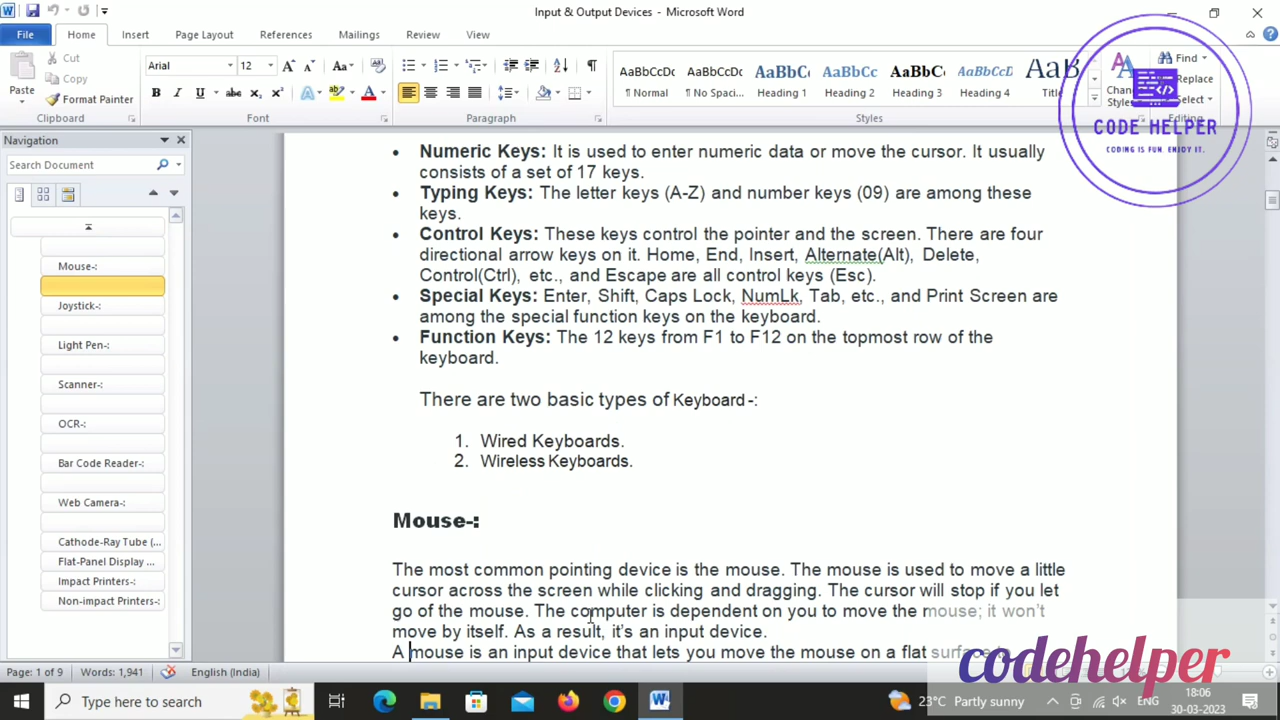 Input & Output Devices - Microsoft Word
File Home Insert Page Layout References Mailings Review View
Cut
Copy
Format Painter
Paste
Clipboard
Arial 12
Font
Paragraph
AaBbCcDc AaBbCcDc AaBbC AaBbCc AaBbCc AaBbCcD AaB
¶ Normal ¶ No Spaci... Heading 1 Heading 2 Heading 3 Heading 4 Title
Styles
Find
Replace
Select
Editing
CODE HELPER
CODING IS FUN. ENJOY IT.
Navigation
Search Document
Mouse-:
Joystick-:
Light Pen-:
Scanner-:
OCR-:
Bar Code Reader-:
Web Camera-:
Cathode-Ray Tube (...
Flat-Panel Display ...
Impact Printers-:
Non-impact Printers-:
• Numeric Keys: It is used to enter numeric data or move the cursor. It usually
consists of a set of 17 keys.
• Typing Keys: The letter keys (A-Z) and number keys (09) are among these
keys.
• Control Keys: These keys control the pointer and the screen. There are four
directional arrow keys on it. Home, End, Insert, Alternate(Alt), Delete,
Control(Ctrl), etc., and Escape are all control keys (Esc).
• Special Keys: Enter, Shift, Caps Lock, NumLk, Tab, etc., and Print Screen are
among the special function keys on the keyboard.
• Function Keys: The 12 keys from F1 to F12 on the topmost row of the
keyboard.
There are two basic types of Keyboard -:
1. Wired Keyboards.
2. Wireless Keyboards.
Mouse-:
The most common pointing device is the mouse. The mouse is used to move a little
cursor across the screen while clicking and dragging. The cursor will stop if you let
go of the mouse. The computer is dependent on you to move the mouse; it won't
move by itself. As a result, it's an input device.
A mouse is an input device that lets you move the mouse on a flat
codehelper
Page: 1 of 9 Words: 1,941 English (India)
Type here to search
23°C Partly sunny
ENG
18:06
30-03-2023